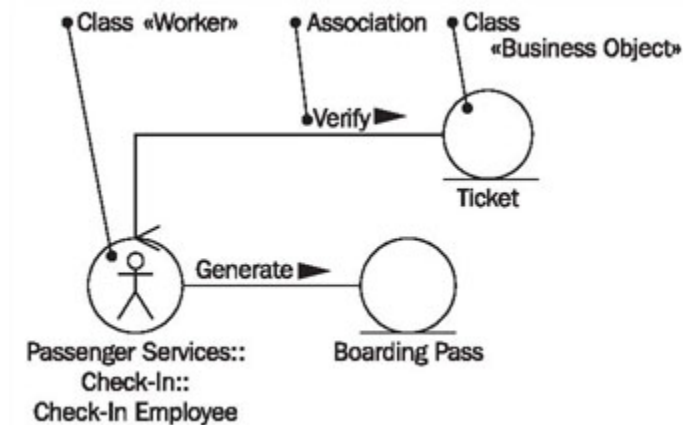 Class «Worker»
Association
Class
«Business Object»
Verify
Ticket
Generate
Passenger Services::
Check-In::
Check-In Employee
Boarding Pass